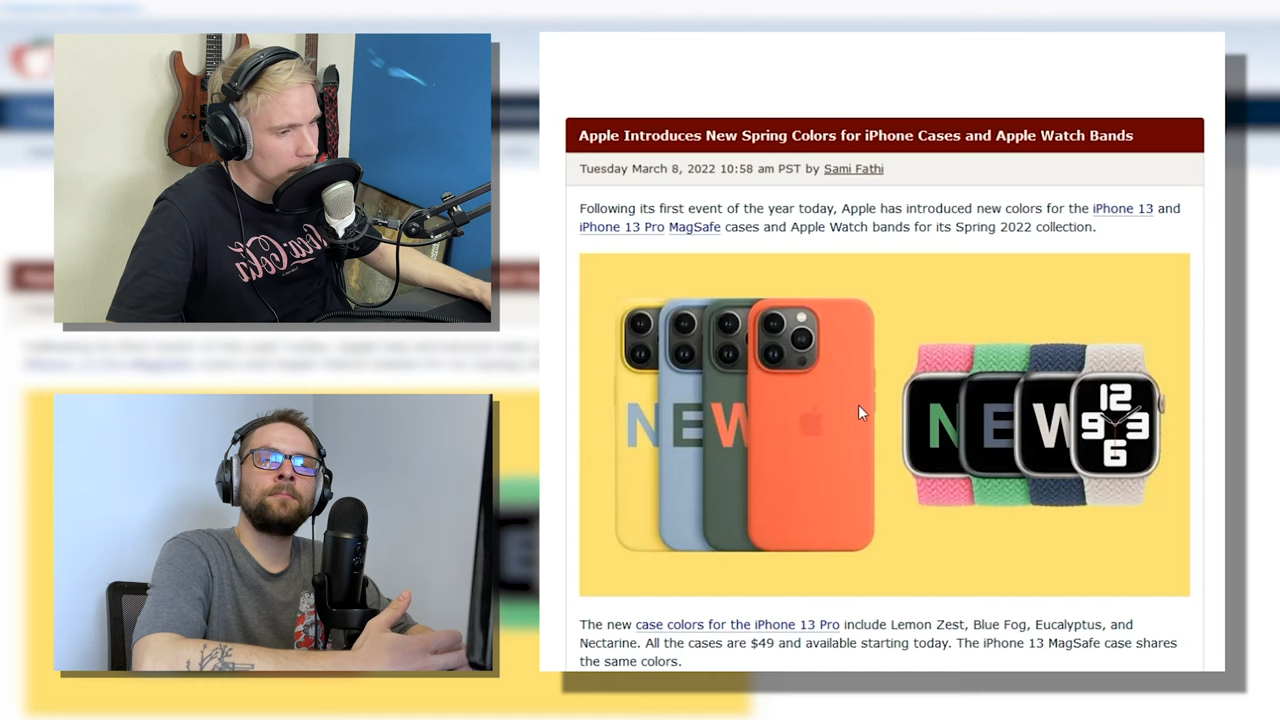 Coca-Cola
Apple Introduces New Spring Colors for iPhone Cases and Apple Watch Bands
Tuesday March 8, 2022 10:58 am PST by Sami Fathi
Following its first event of the year today, Apple has introduced new colors for the iPhone 13 and
iPhone 13 Pro MagSafe cases and Apple Watch bands for its Spring 2022 collection.
NEW
NEW
12
9 3
6
The new case colors for the iPhone 13 Pro include Lemon Zest, Blue Fog, Eucalyptus, and
Nectarine. All the cases are $49 and available starting today. The iPhone 13 MagSafe case shares
the same colors.